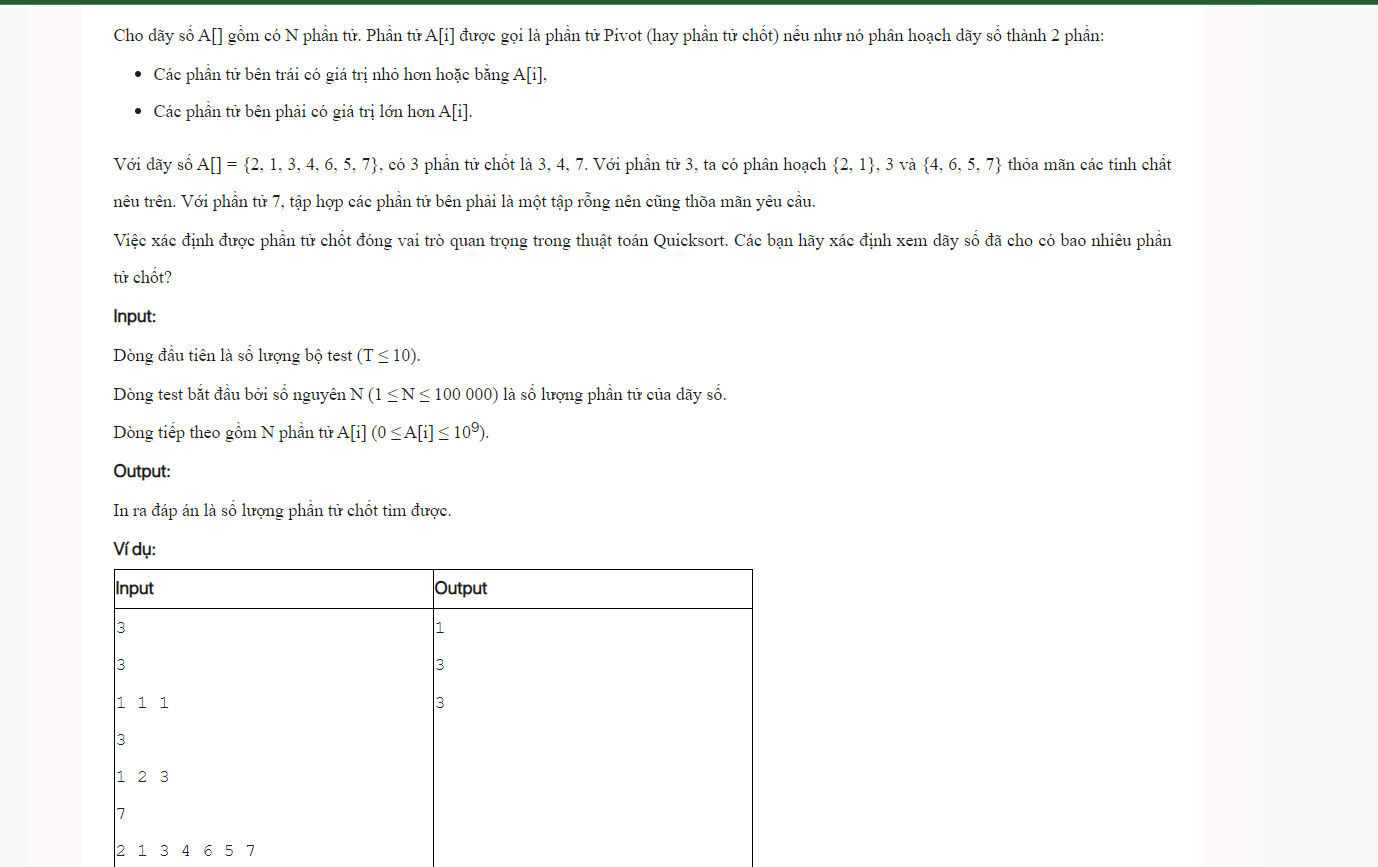 Cho dãy số A[] gồm có N phần tử. Phần tử A[i] được gọi là phần tử Pivot (hay phần tử chốt) nếu như nó phân hoạch dãy số thành 2 phần:
• Các phần tử bên trái có giá trị nhỏ hơn hoặc bằng A[i],
• Các phần tử bên phải có giá trị lớn hơn A[i].
Với dãy số A[] = {2, 1, 3, 4, 6, 5, 7}, có 3 phần tử chốt là 3, 4, 7. Với phần tử 3, ta có phân hoạch {2, 1}, 3 và {4, 6, 5, 7} thỏa mãn các tính chất
nêu trên. Với phần tử 7, tập hợp các phần tử bên phải là một tập rỗng nên cũng thõa mãn yêu cầu.
Việc xác định được phần tử chốt đóng vai trò quan trọng trong thuật toán Quicksort. Các bạn hãy xác định xem dãy số đã cho có bao nhiêu phần
tử chốt?
Input:
Dòng đầu tiên là số lượng bộ test (T ≤ 10).
Dòng test bắt đầu bởi số nguyên N (1 ≤ N ≤ 100 000) là số lượng phần tử của dãy số.
Dòng tiếp theo gồm N phần tử A[i] (0 ≤ A[i] ≤ 10⁹).
Output:
In ra đáp án là số lượng phần tử chốt tìm được.
Ví dụ:
Input Output
3 1
3 3
1 1 1 3
3
1 2 3
7
2 1 3 4 6 5 7